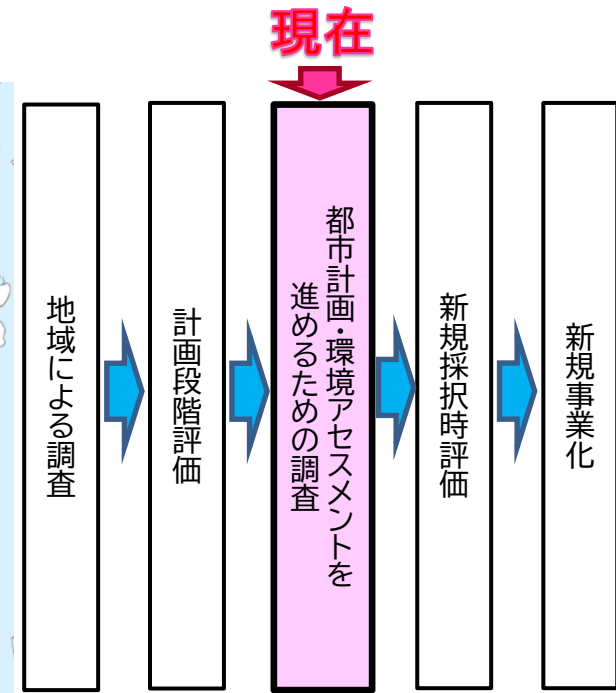 現在
地域による調査
計画段階評価
都市計画・環境アセスメントを
進めるための調査
新規採択時評価
新規事業化